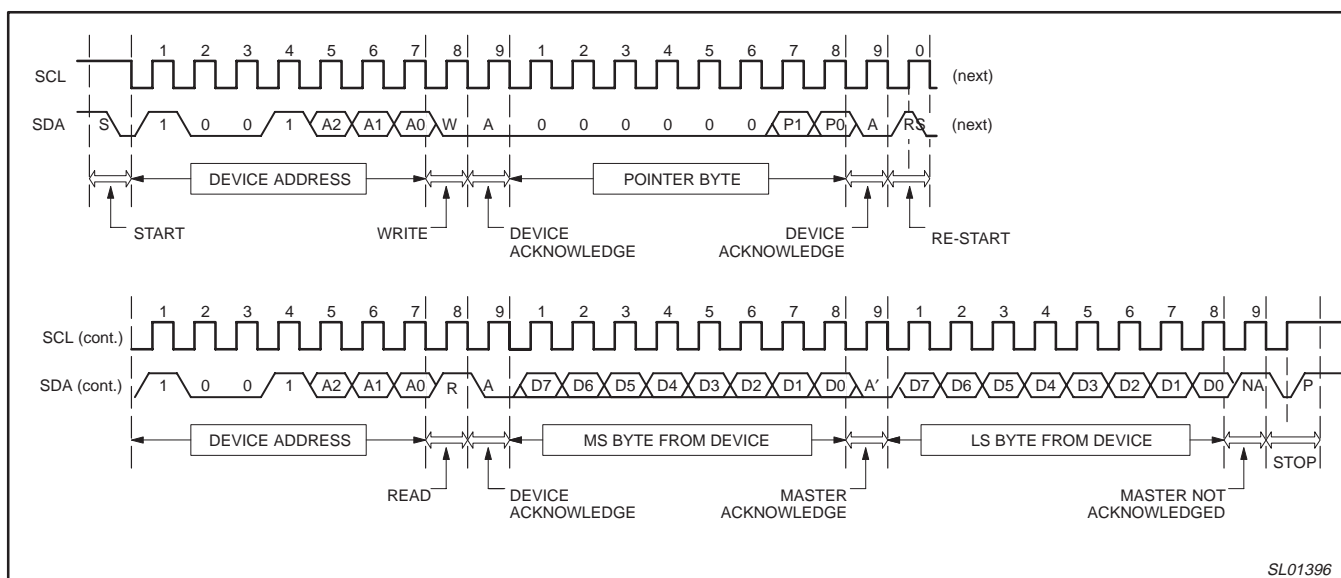 1 2 3 4 5 6 7 8 9 1 2 3 4 5 6 7 8 9 0
SCL (next)
SDA S 1 0 0 1 A2 A1 A0 W A 0 0 0 0 0 0 P1 P0 A RS (next)
DEVICE ADDRESS POINTER BYTE
START WRITE DEVICE ACKNOWLEDGE DEVICE ACKNOWLEDGE RE-START
1 2 3 4 5 6 7 8 9 1 2 3 4 5 6 7 8 9 1 2 3 4 5 6 7 8 9
SCL (cont.)
SDA (cont.) 1 0 0 1 A2 A1 A0 R A D7 D6 D5 D4 D3 D2 D1 D0 A′ D7 D6 D5 D4 D3 D2 D1 D0 NA P
DEVICE ADDRESS MS BYTE FROM DEVICE LS BYTE FROM DEVICE
STOP
READ DEVICE ACKNOWLEDGE MASTER ACKNOWLEDGE MASTER NOT ACKNOWLEDGED
SL01396